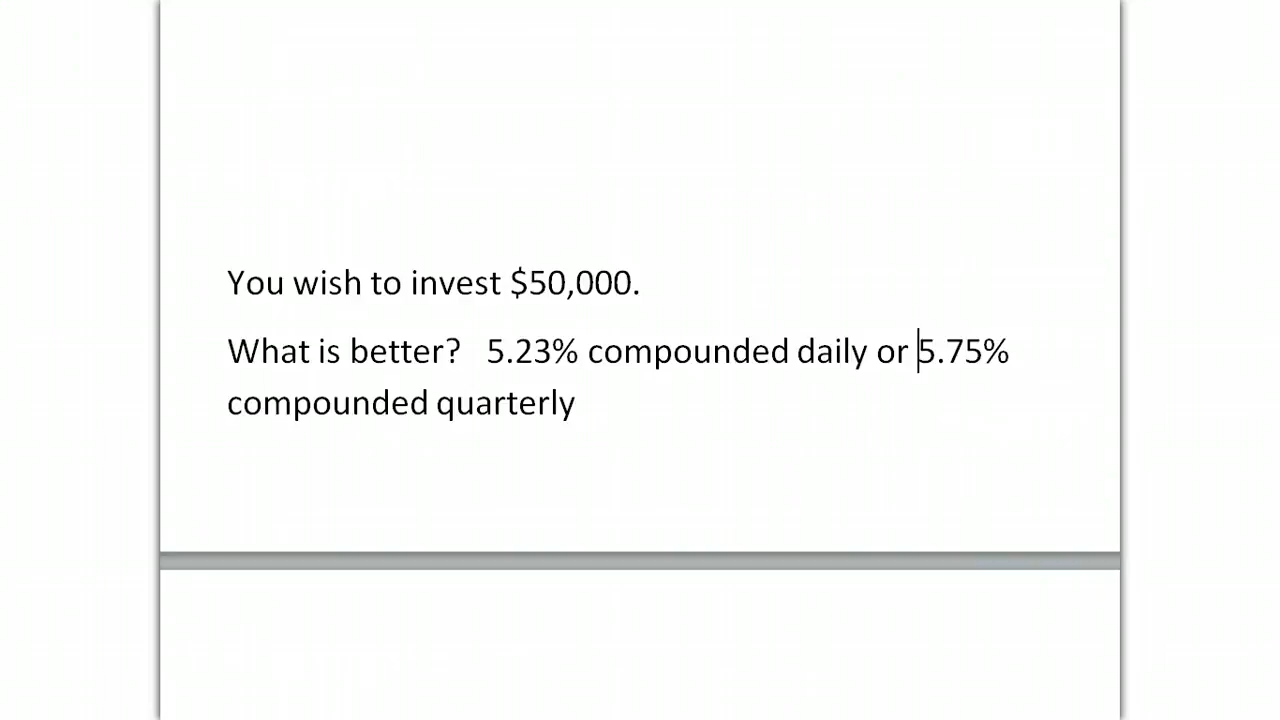 You wish to invest $50,000.
What is better? 5.23% compounded daily or 5.75%
compounded quarterly